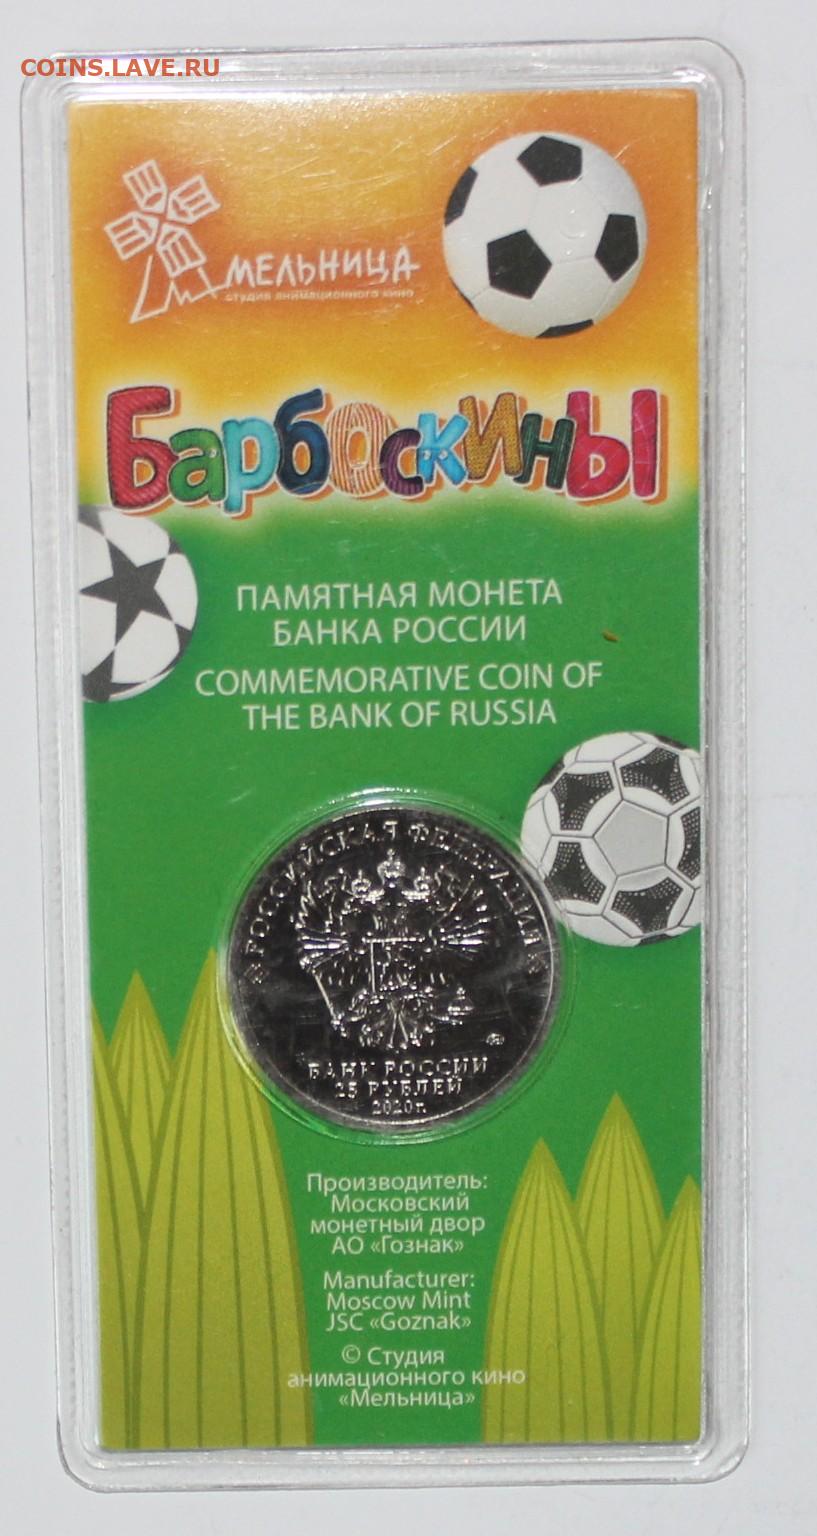 COINS.LAVE.RU
МЕЛЬНИЦА
студия анимационного кино
Барбоскины
ПАМЯТНАЯ МОНЕТА
БАНКА РОССИИ
COMMEMORATIVE COIN OF
THE BANK OF RUSSIA
РОССИЙСКАЯ ФЕДЕРАЦИЯ
БАНК РОССИИ
25 РУБЛЕЙ
2020 г.
Производитель:
Московский
монетный двор
АО «Гознак»
Manufacturer:
Moscow Mint
JSC «Goznak»
© Студия
анимационного кино
«Мельница»